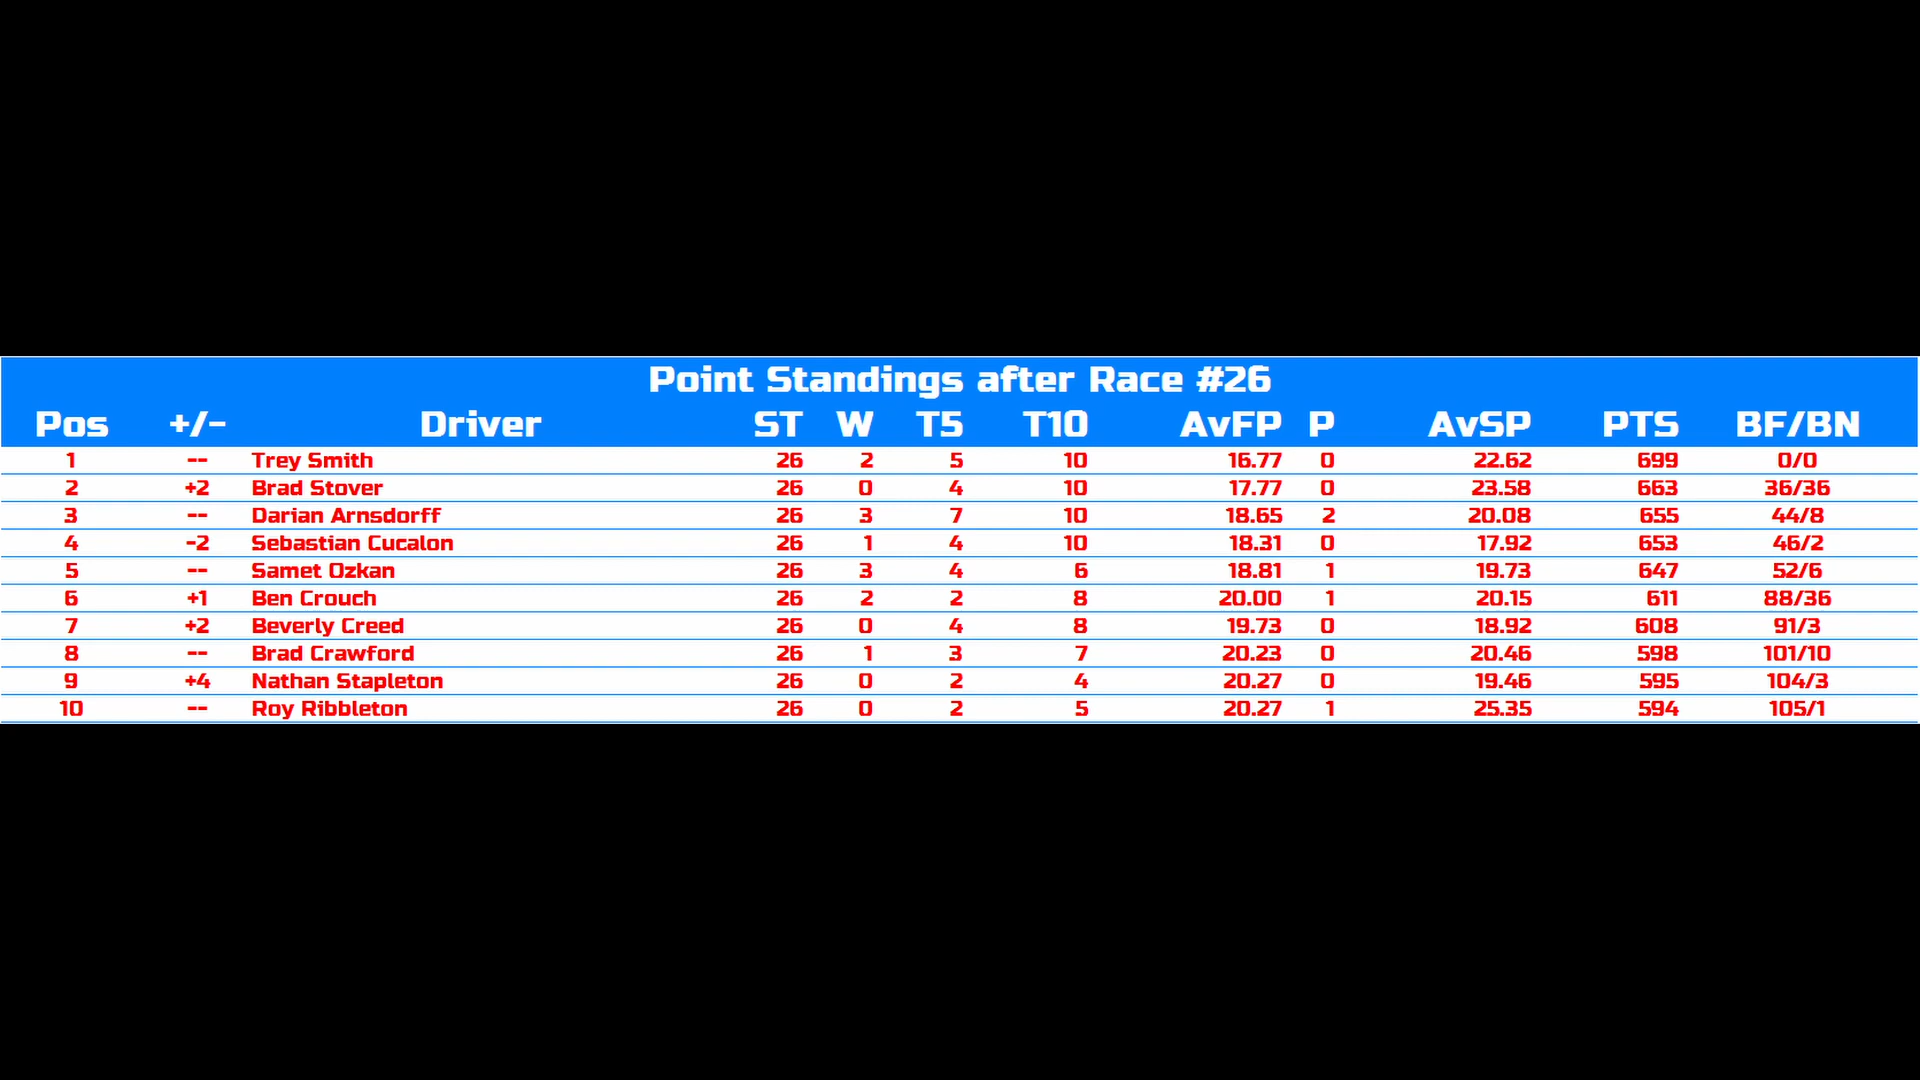 Point Standings after Race #26
Pos +/- Driver ST W T5 T10 AvFP P AvSP PTS BF/BN
1 -- Trey Smith 26 2 5 10 16.77 0 22.62 699 0/0
2 +2 Brad Stover 26 0 4 10 17.77 0 23.58 663 36/36
3 -- Darian Arnsdorff 26 3 7 10 18.65 2 20.08 655 44/8
4 -2 Sebastian Cucalon 26 1 4 10 18.31 0 17.92 653 46/2
5 -- Samet Ozkan 26 3 4 6 18.81 1 19.73 647 52/6
6 +1 Ben Crouch 26 2 2 8 20.00 1 20.15 611 88/36
7 +2 Beverly Creed 26 0 4 8 19.73 0 18.92 608 91/3
8 -- Brad Crawford 26 1 3 7 20.23 0 20.46 598 101/10
9 +4 Nathan Stapleton 26 0 2 4 20.27 0 19.46 595 104/3
10 -- Roy Ribbleton 26 0 2 5 20.27 1 25.35 594 105/1